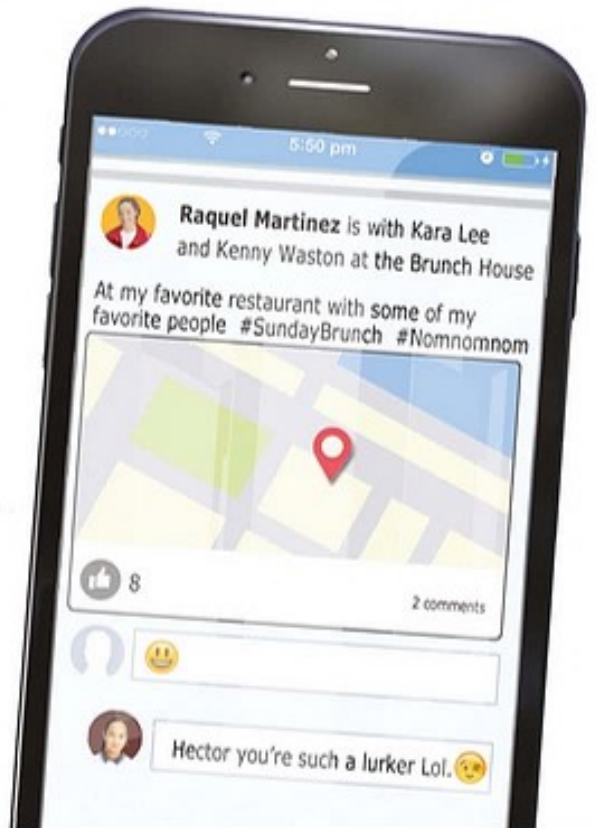 5:50 pm
Raquel Martinez is with Kara Lee
and Kenny Waston at the Brunch House
At my favorite restaurant with some of my
favorite people #SundayBrunch #Nomnomnom
8
2 comments
Hector you're such a lurker Lol.